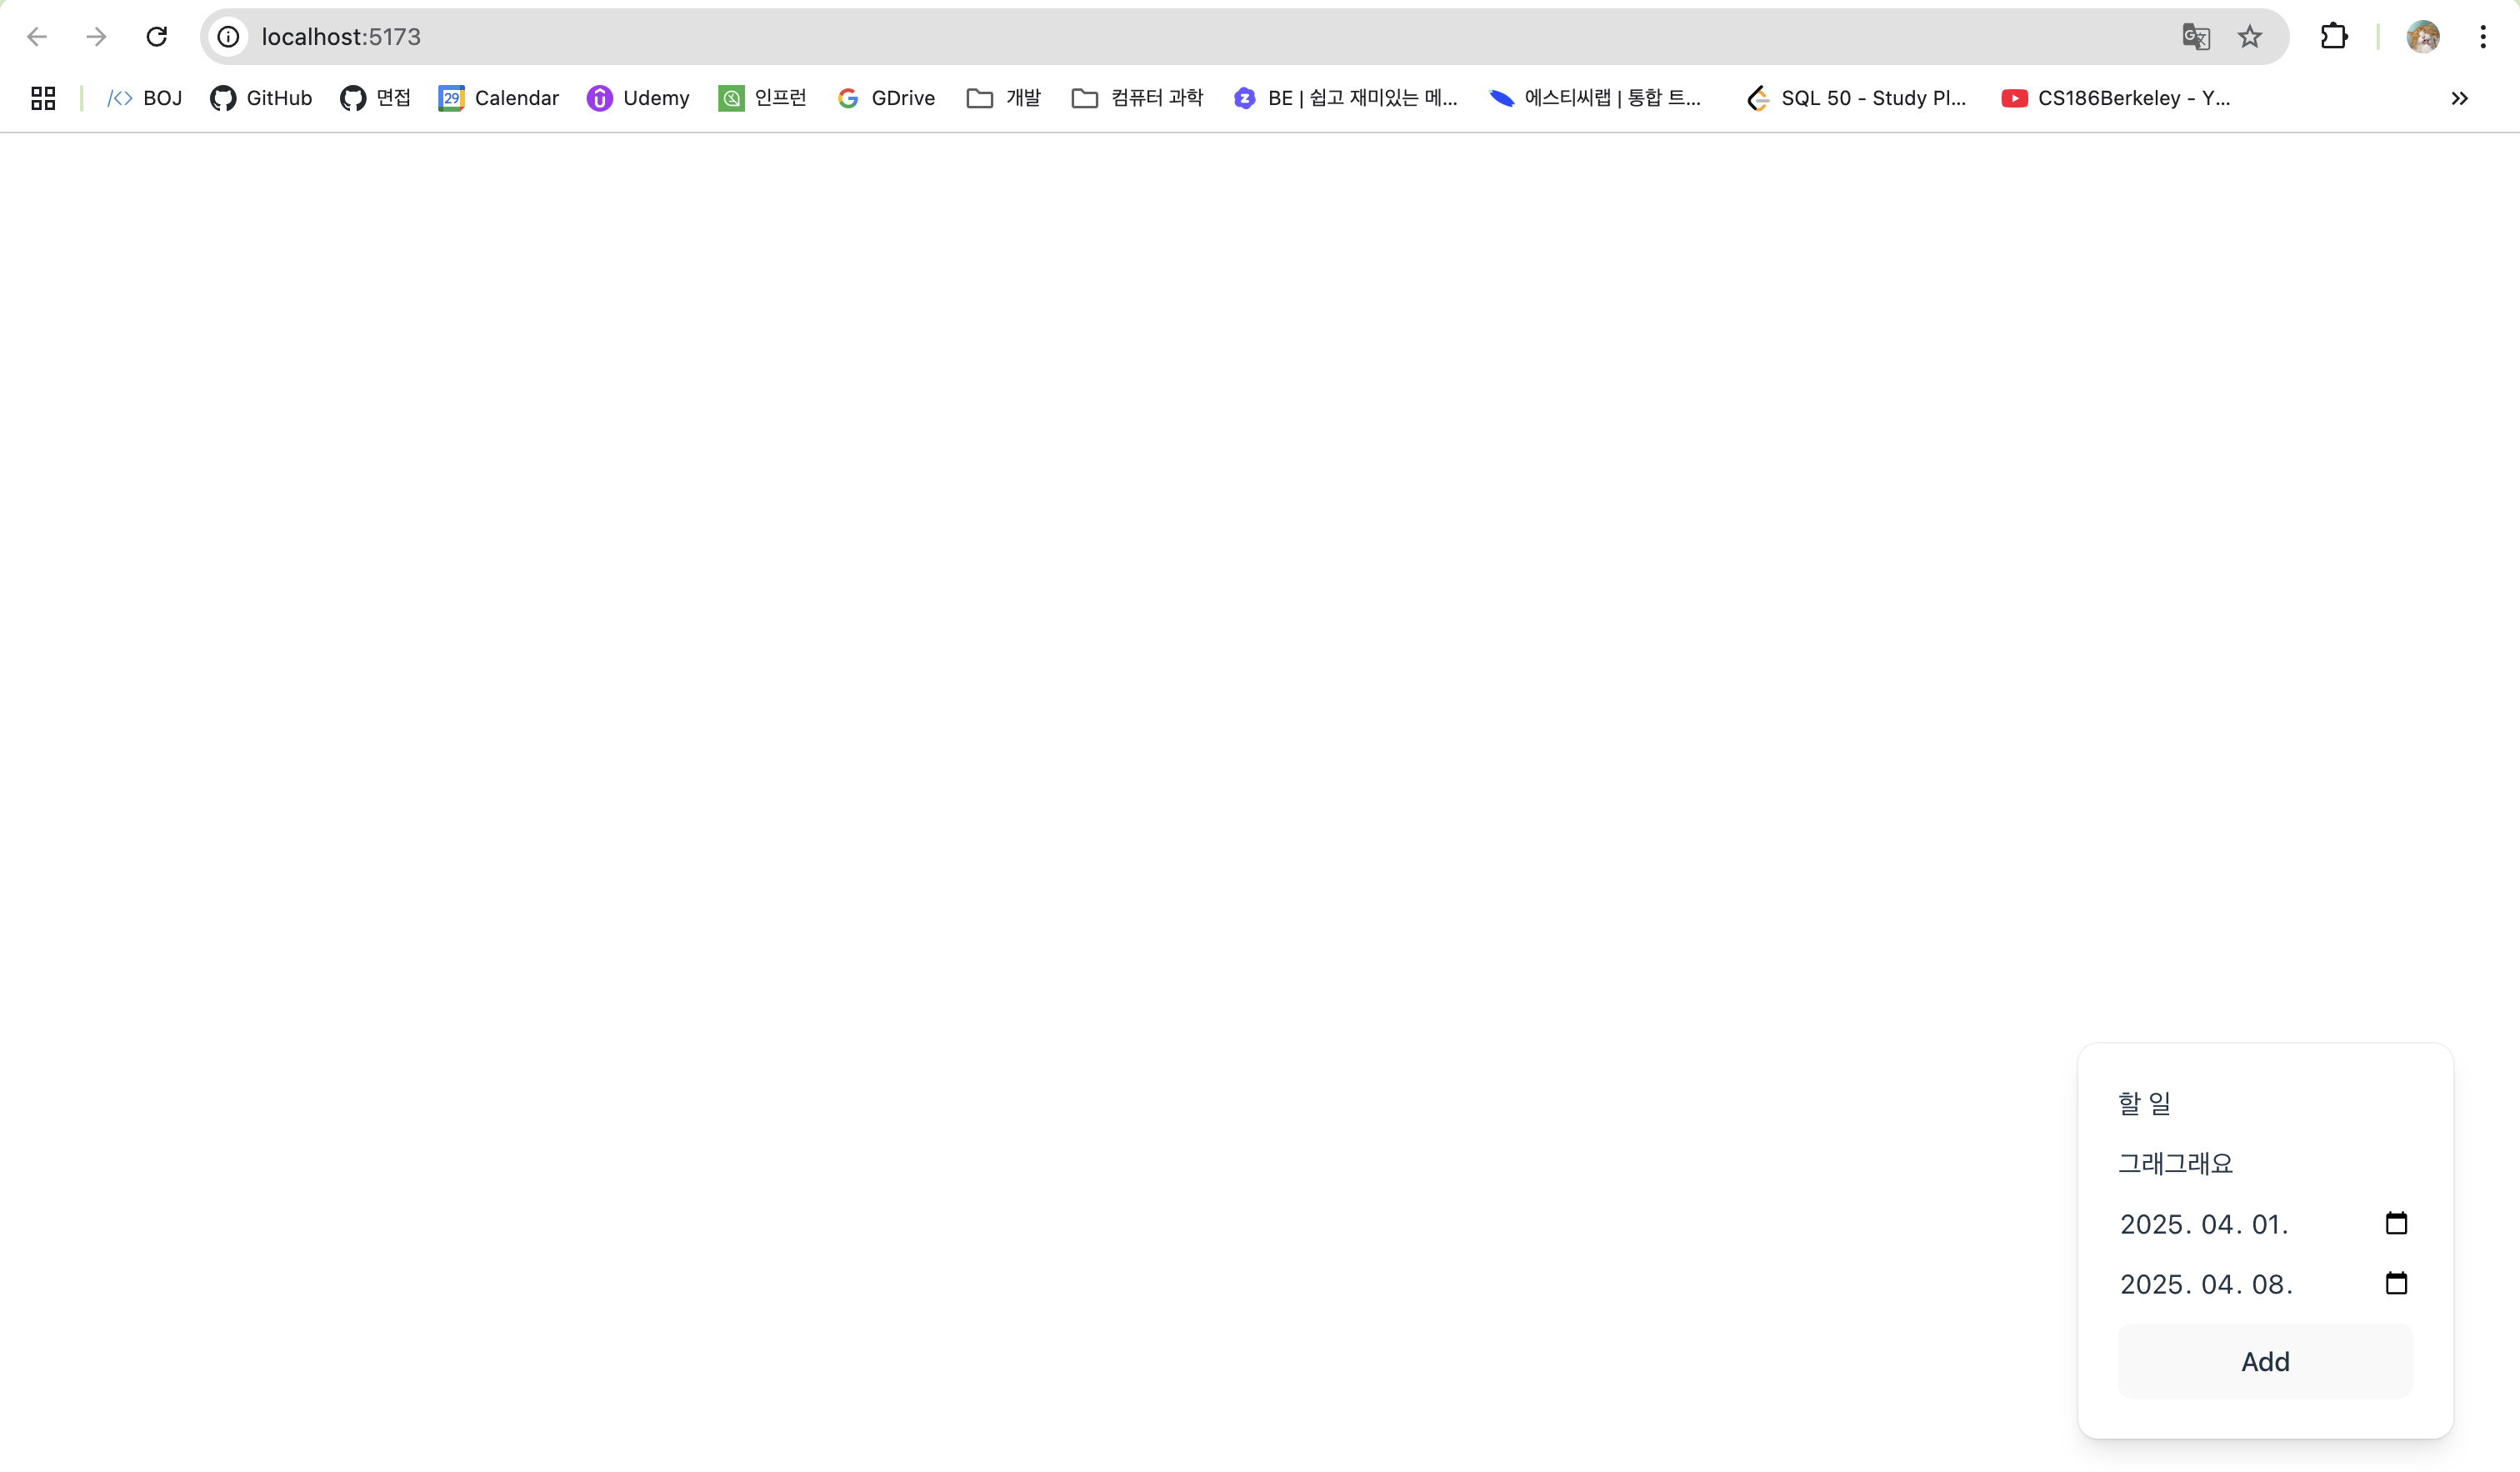 localhost:5173
BOJ GitHub 면접 Calendar Udemy 인프런 GDrive 개발 컴퓨터 과학 BE | 쉽고 재미있는 메... 에스티씨랩 | 통합 트... SQL 50 - Study Pl... CS186Berkeley - Y...
할 일
그래그래요
2025. 04. 01.
2025. 04. 08.
Add